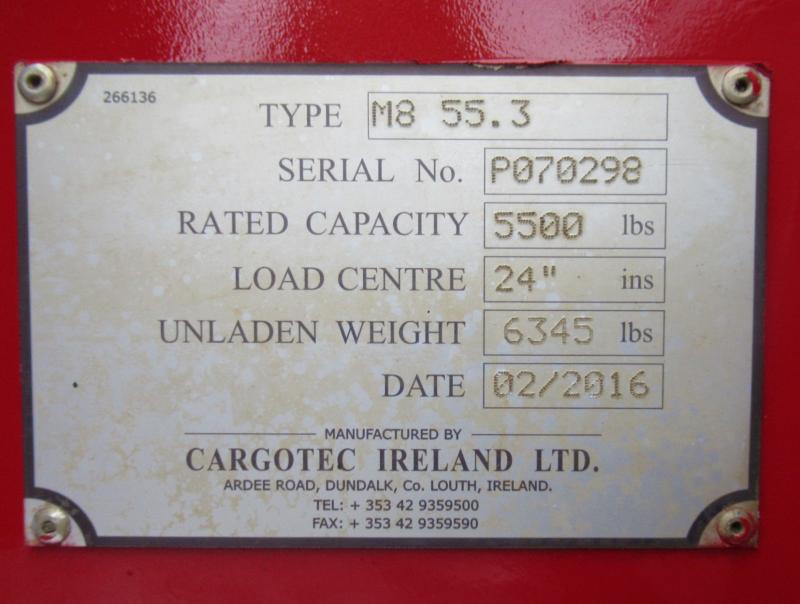 266136
TYPE M8 55.3
SERIAL No. P070298
RATED CAPACITY 5500 lbs
LOAD CENTRE 24" ins
UNLADEN WEIGHT 6345 lbs
DATE 02/2016
MANUFACTURED BY
CARGOTEC IRELAND LTD.
ARDEE ROAD, DUNDALK, Co. LOUTH, IRELAND.
TEL: + 353 42 9359500
FAX: + 353 42 9359590